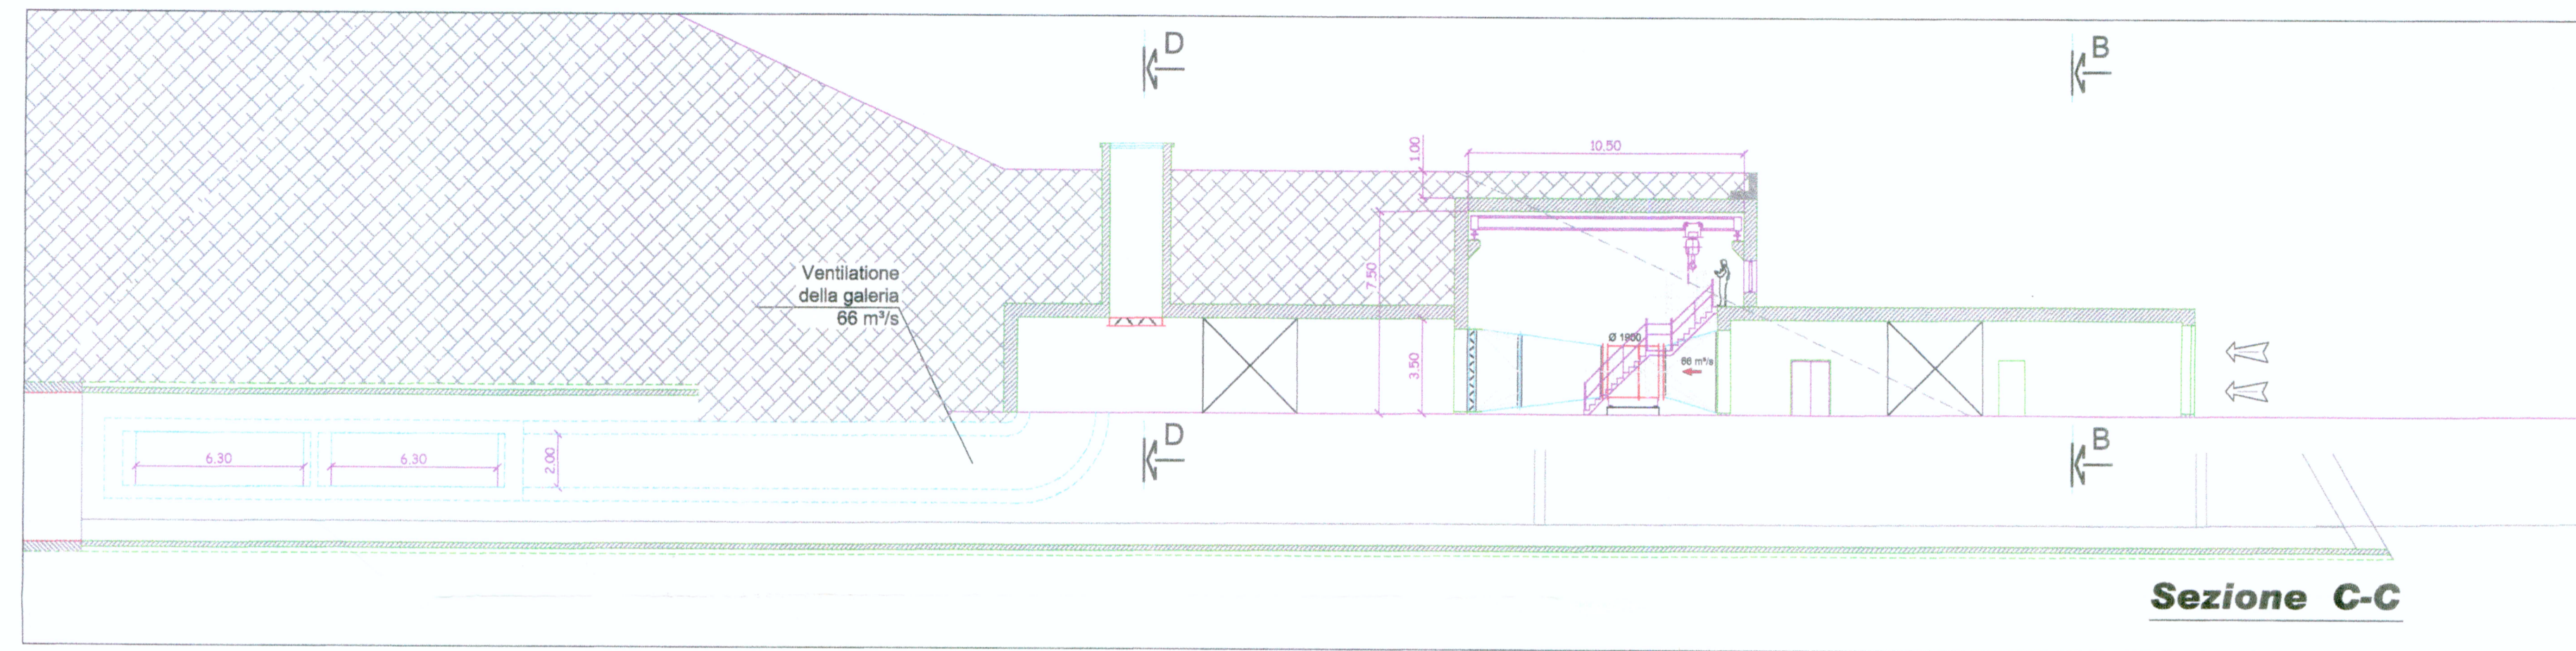 D
B
1.00
10.50
Ventilatione
della galeria
66 m³/s
7.50
3.50
Ø 1900
66 m³/s
D
B
6.30
6.30
2.00
Sezione C-C